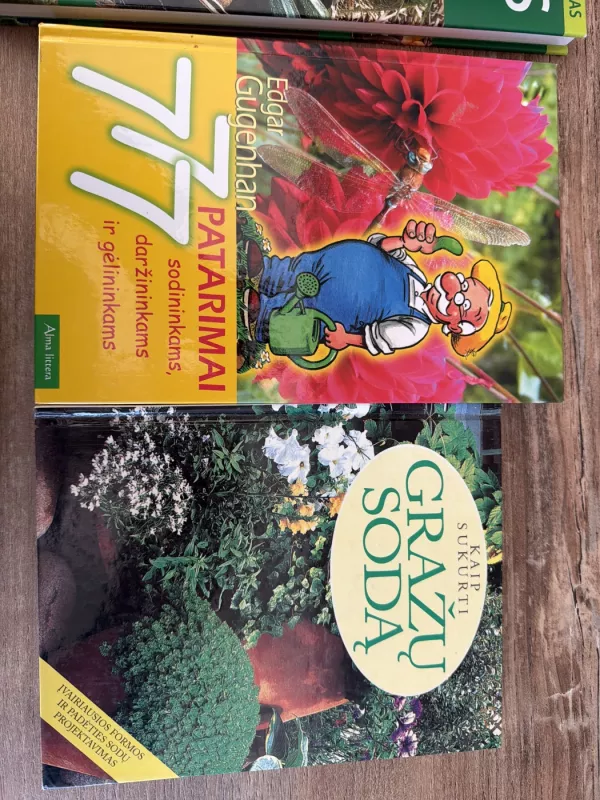 AS
Edgar
Gugenhan
777
PATARIMAI
sodininkams,
daržininkams
ir gėlininkams
Alma littera
KAIP
SUKURTI
GRAŽŲ
SODĄ
ĮVAIRIAUSIOS FORMOS
IR PADĖTIES SODŲ
PROJEKTAVIMAS